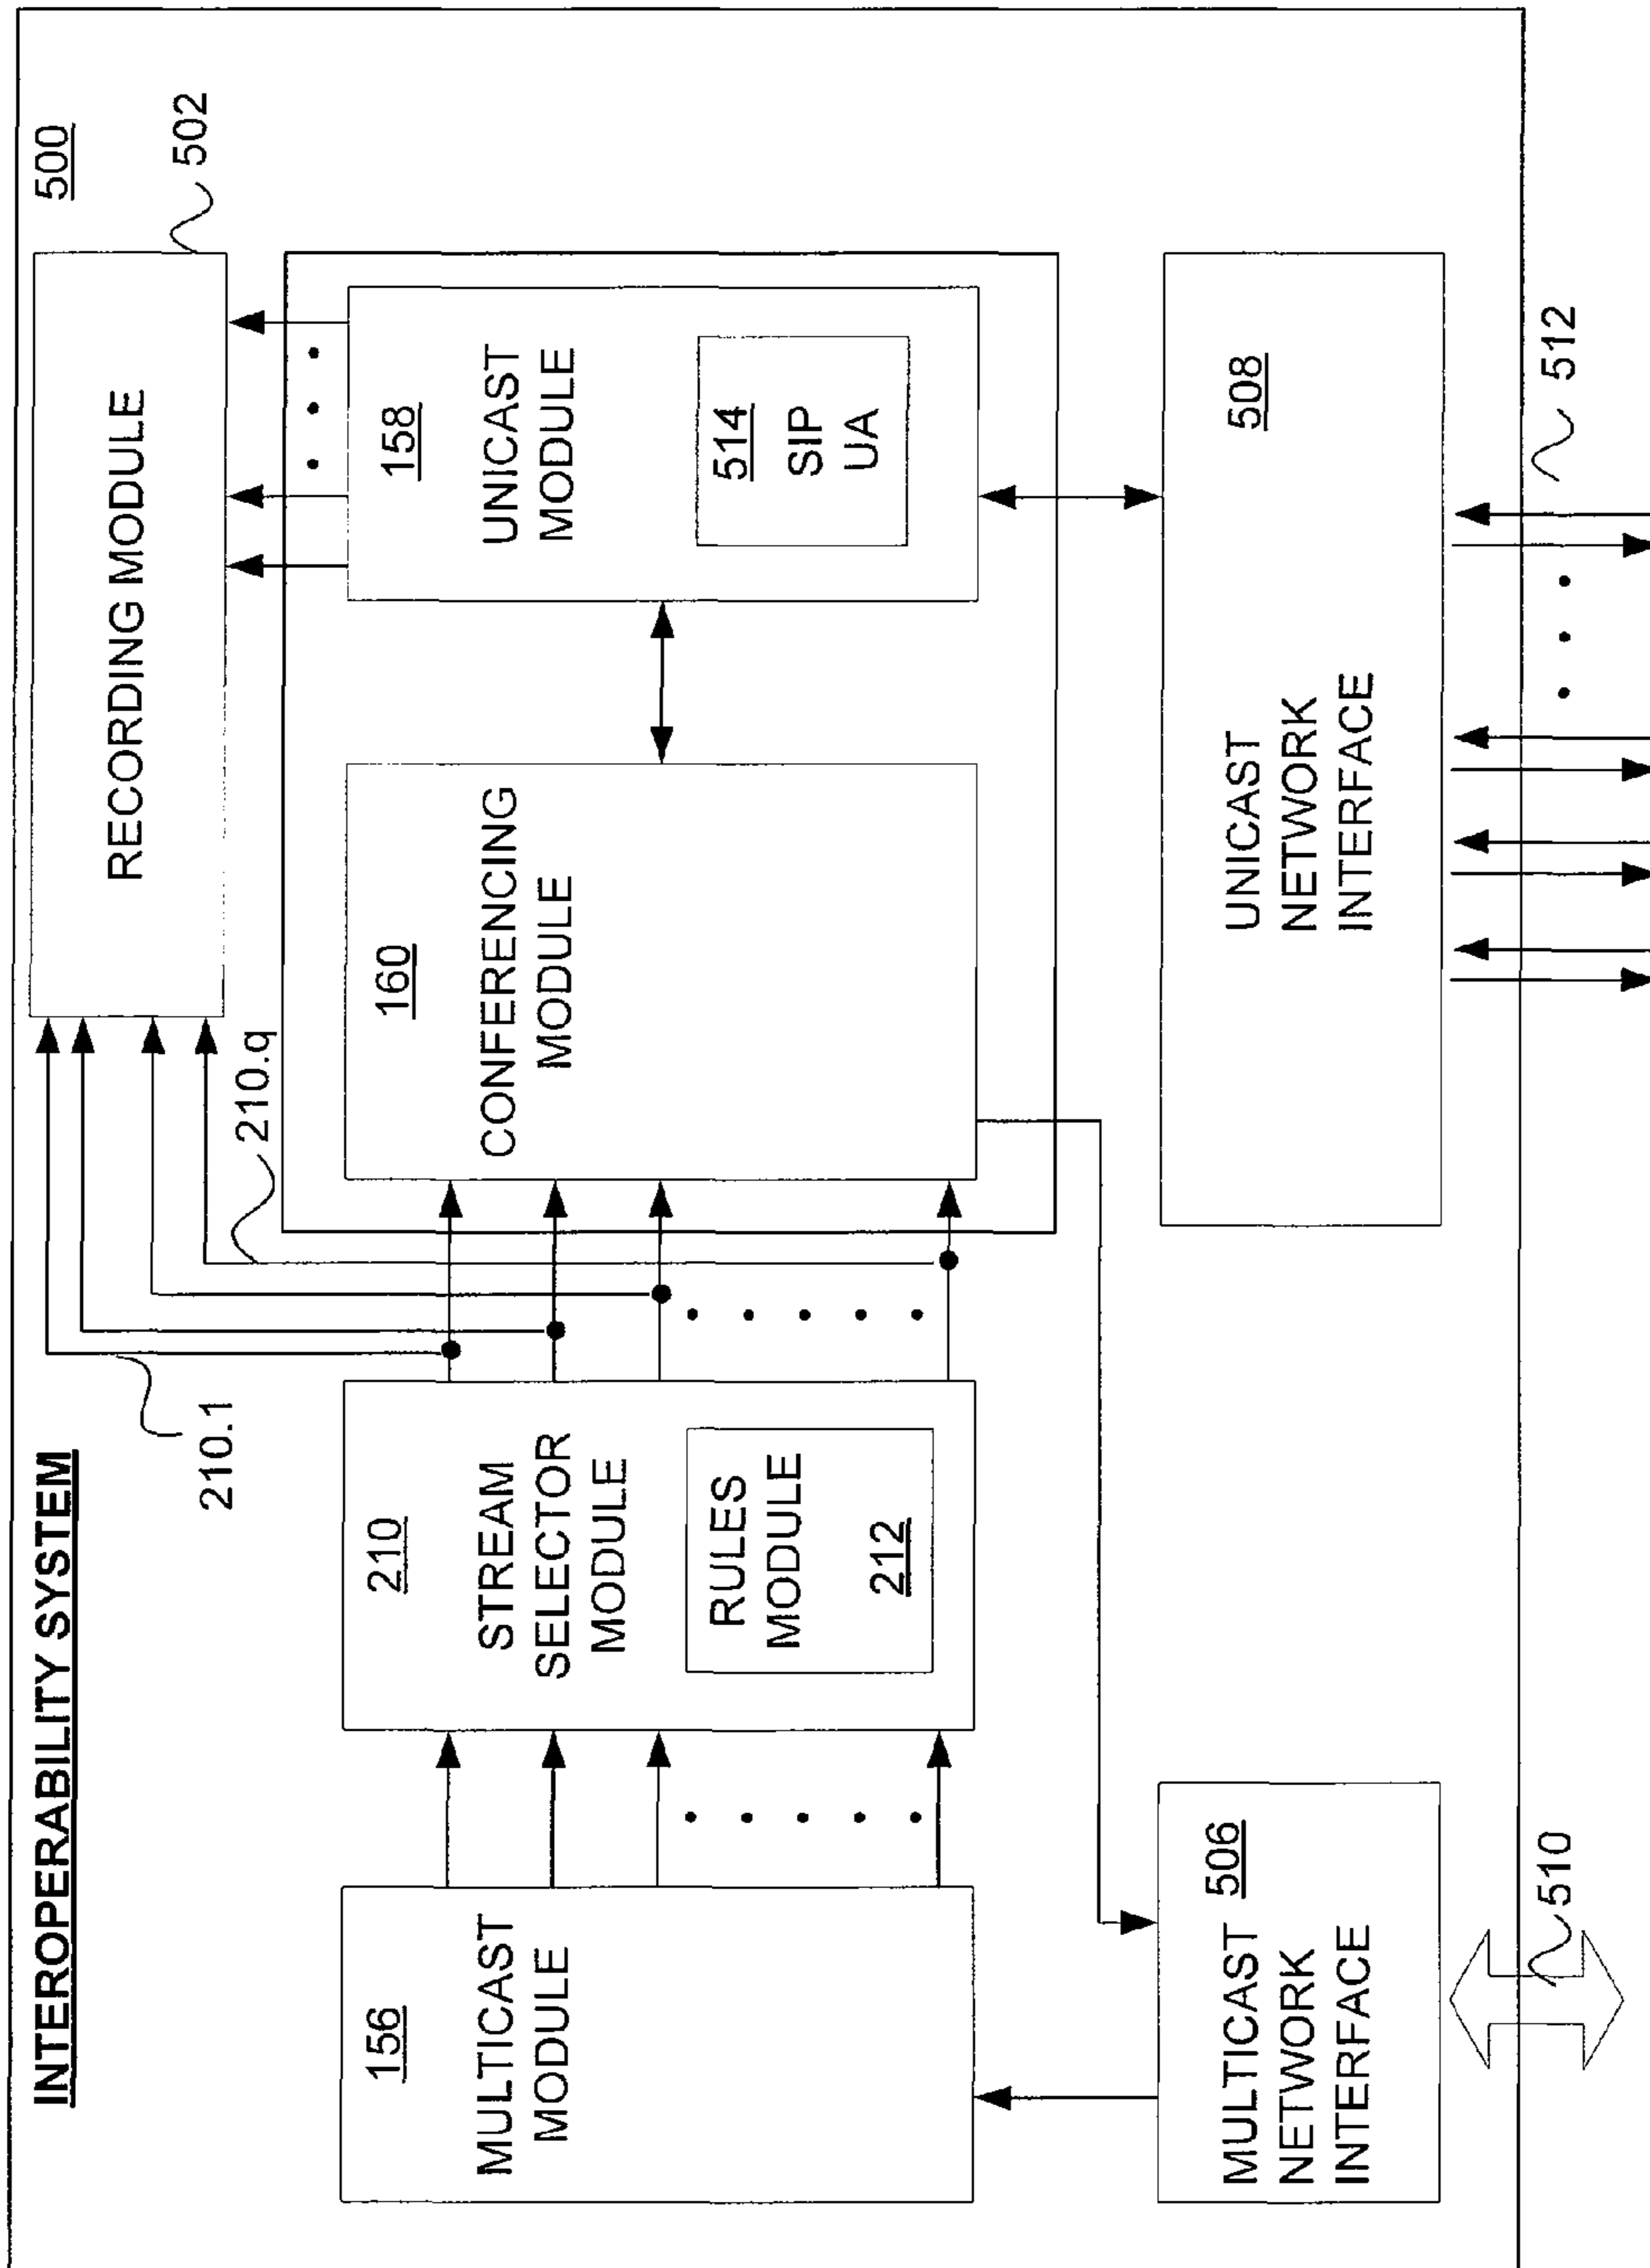 INTEROPERABILITY SYSTEM
500
RECORDING MODULE
502
210.1
210.q
156
MULTICAST
MODULE
210
STREAM
SELECTOR
MODULE
RULES
MODULE
212
160
CONFERENCING
MODULE
158
UNICAST
MODULE
514
SIP
UA
MULTICAST
NETWORK
INTERFACE
506
UNICAST
NETWORK
INTERFACE
508
510
512